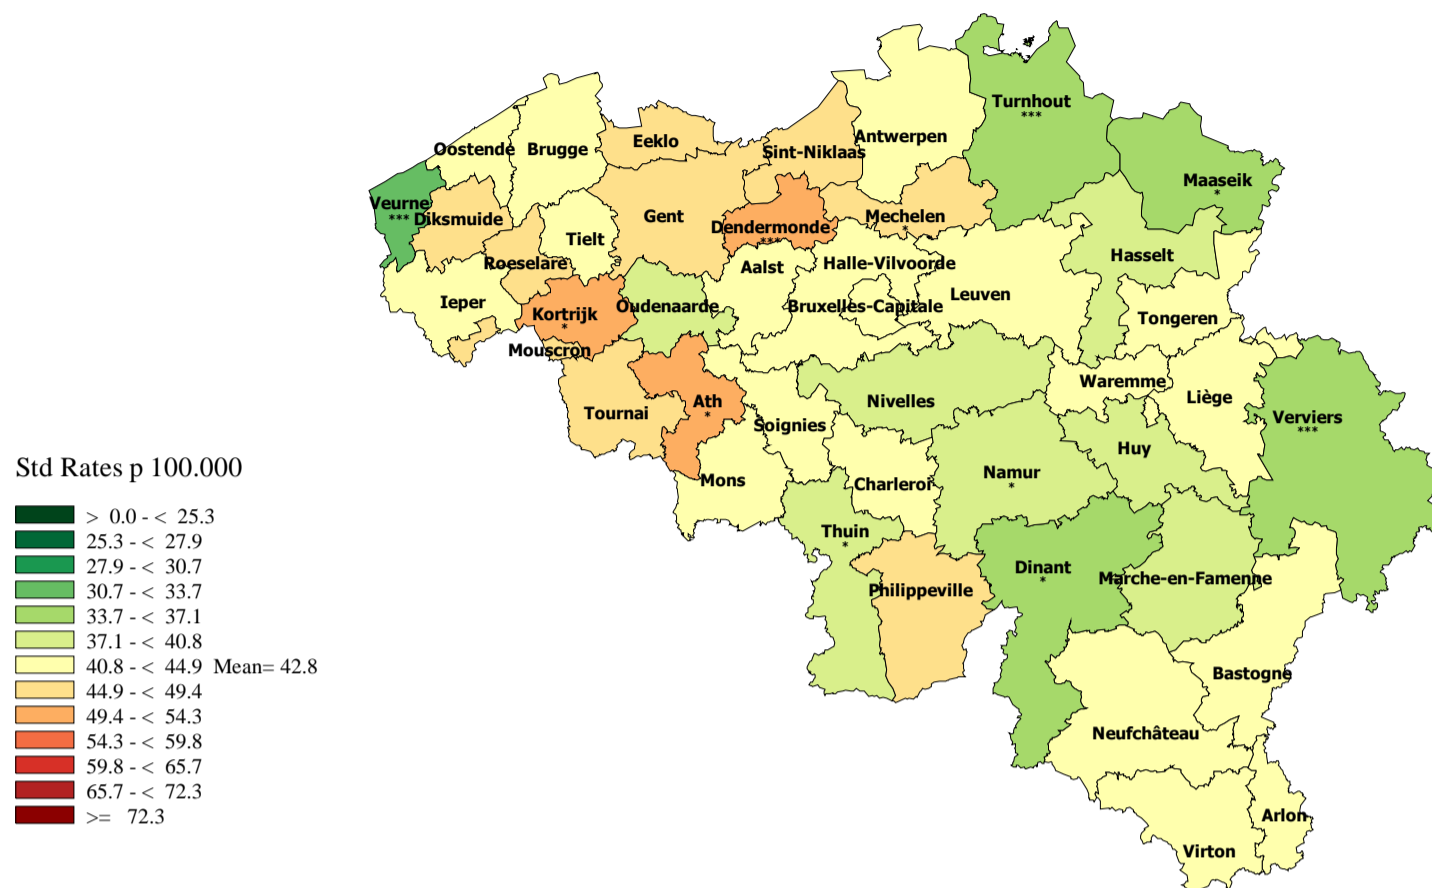 Turnhout
***
Antwerpen
Eeklo
Oostende
Brugge
Sint-Niklaas
Maaseik
*
Veurne
***
Diksmuide
Gent
Mechelen
*
Dendermonde
***
Tielt
Hasselt
Roeselare
Aalst
Halle-Vilvoorde
Leuven
Ieper
Oudenaarde
Bruxelles-Capitale
Kortrijk
*
Tongeren
Mouscron
Waremme
Liège
Ath
*
Nivelles
Tournai
Verviers
***
Soignies
Huy
Std Rates p 100.000
Namur
*
Mons
Charleroi
Thuin
*
Dinant
*
Marche-en-Famenne
Philippeville
Bastogne
Neufchâteau
Arlon
Virton
> 0.0 - < 25.3
25.3 - < 27.9
27.9 - < 30.7
30.7 - < 33.7
33.7 - < 37.1
37.1 - < 40.8
40.8 - < 44.9 Mean= 42.8
44.9 - < 49.4
49.4 - < 54.3
54.3 - < 59.8
59.8 - < 65.7
65.7 - < 72.3
>= 72.3